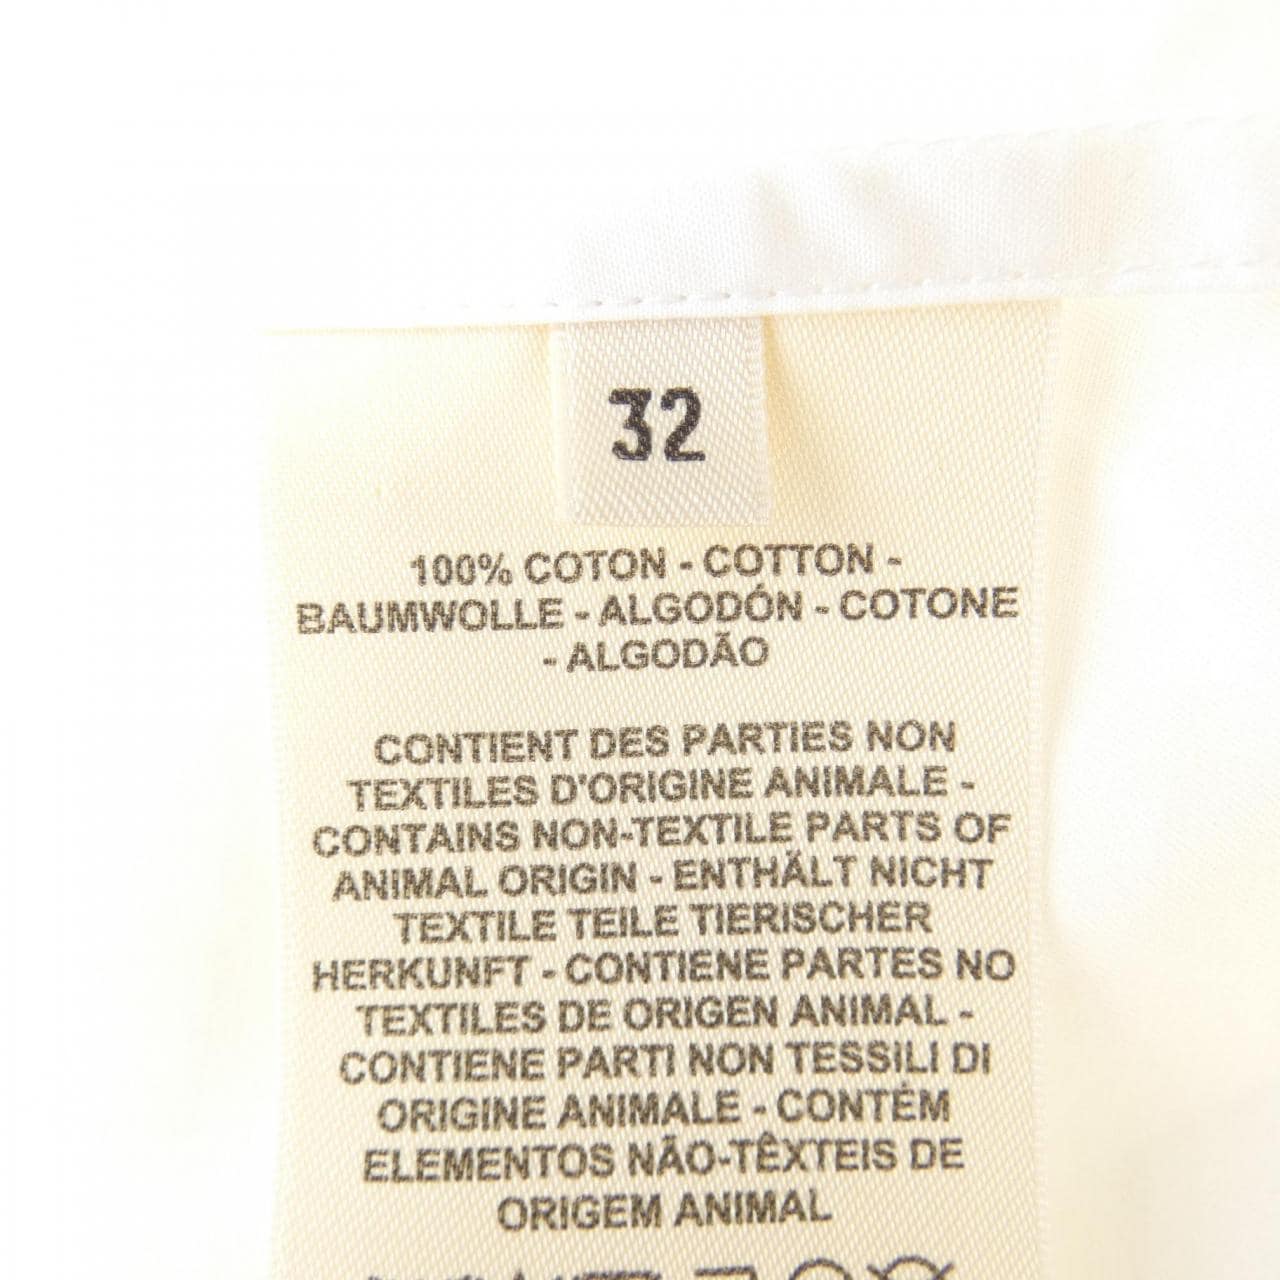 32
100% COTON - COTTON -
BAUMWOLLE - ALGODÓN - COTONE
- ALGODÃO
CONTIENT DES PARTIES NON
TEXTILES D'ORIGINE ANIMALE -
CONTAINS NON-TEXTILE PARTS OF
ANIMAL ORIGIN - ENTHÄLT NICHT
TEXTILE TEILE TIERISCHER
HERKUNFT - CONTIENE PARTES NO
TEXTILES DE ORIGEN ANIMAL -
CONTIENE PARTI NON TESSILI DI
ORIGINE ANIMALE - CONTÉM
ELEMENTOS NÃO-TÊXTEIS DE
ORIGEM ANIMAL